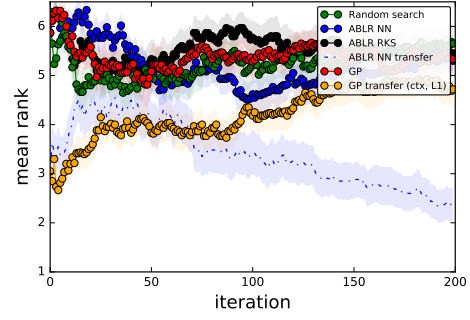 Random search
ABLR NN
ABLR RKS
ABLR NN transfer
GP
GP transfer (ctx, L1)
mean rank
6
5
4
3
2
1
0
50
100
150
200
iteration